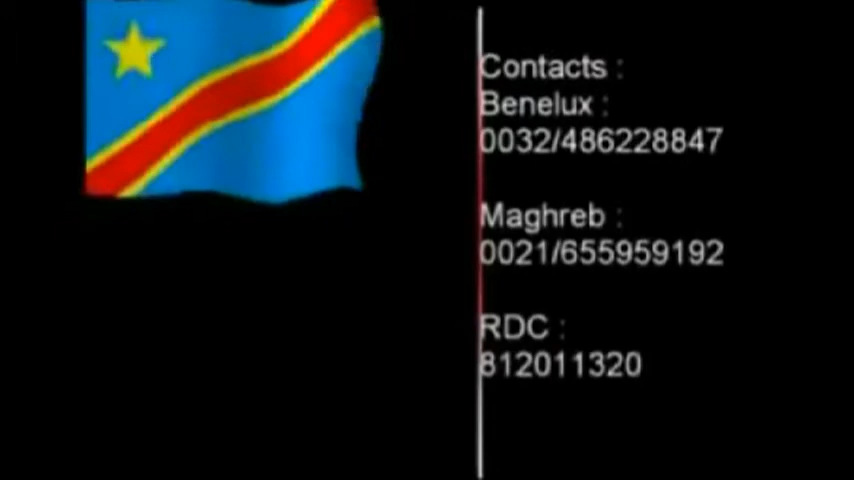 Contacts :
Benelux :
0032/486228847
Maghreb :
0021/655959192
RDC :
812011320